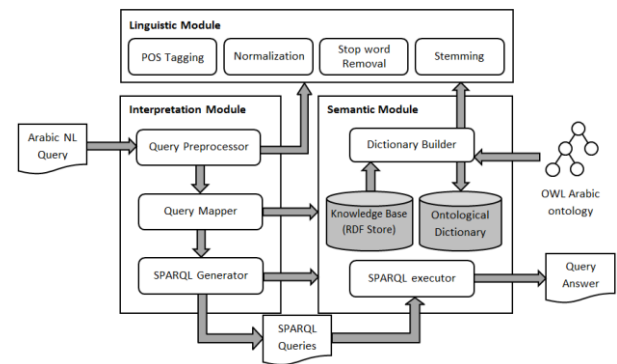 Linguistic Module
POS Tagging
Normalization
Stop word
Removal
Stemming
Interpretation Module
Semantic Module
Arabic NL
Query
Query Preprocessor
Dictionary Builder
OWL Arabic
ontology
Query Mapper
Knowledge Base
(RDF Store)
Ontological
Dictionary
SPARQL Generator
SPARQL executor
Query
Answer
SPARQL
Queries